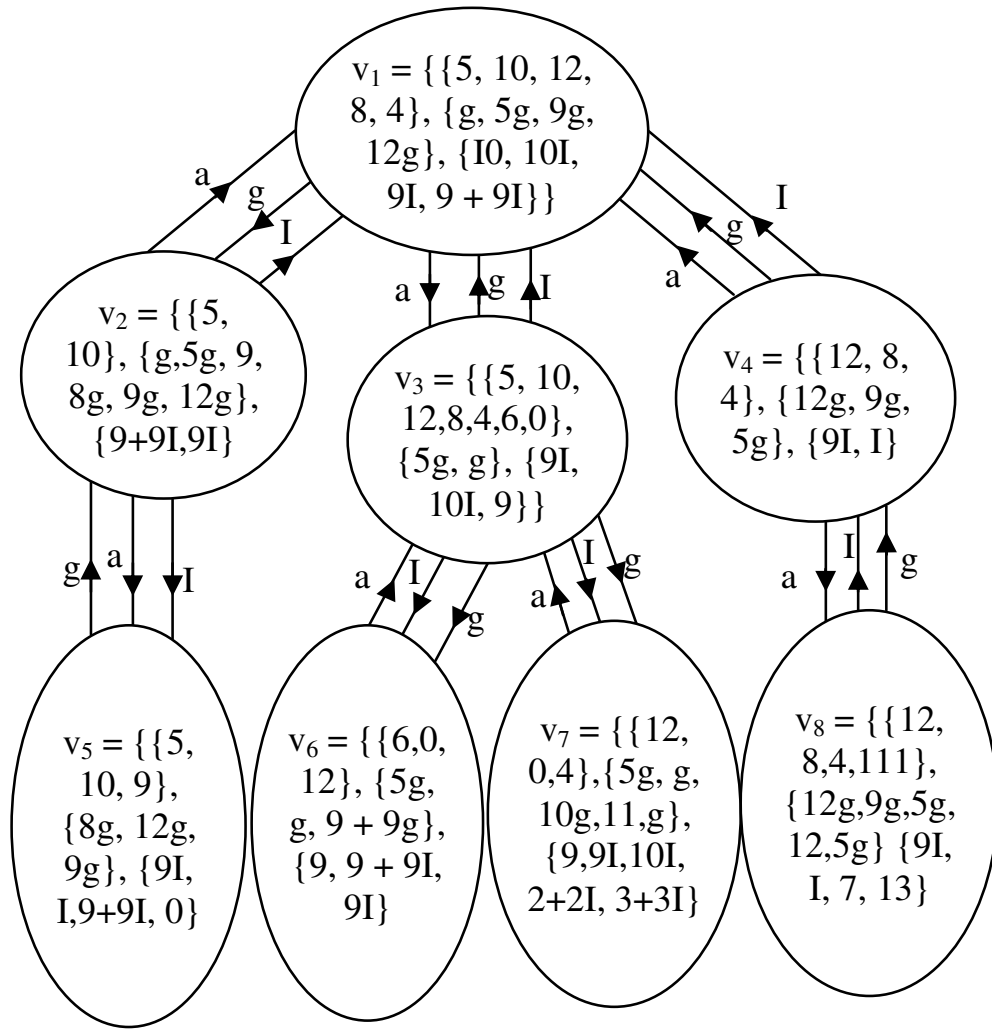 v1 = {{5, 10, 12,
8, 4}, {g, 5g, 9g,
12g}, {I0, 10I,
9I, 9 + 9I}}
a
g
I
a
g
I
I
g
a
v2 = {{5,
10}, {g,5g, 9,
8g, 9g, 12g},
{9+9I,9I}
v3 = {{5, 10,
12,8,4,6,0},
{5g, g}, {9I,
10I, 9}}
v4 = {{12, 8,
4}, {12g, 9g,
5g}, {9I, I}
g
a
I
a
I
g
a
I
g
a
I
g
v5 = {{5,
10, 9},
{8g, 12g,
9g}, {9I,
I,9+9I, 0}
v6 = {{6,0,
12}, {5g,
g, 9 + 9g},
{9, 9 + 9I,
9I}
v7 = {{12,
0,4},{5g, g,
10g,11,g},
{9,9I,10I,
2+2I, 3+3I}
v8 = {{12,
8,4,111},
{12g,9g,5g,
12,5g} {9I,
I, 7, 13}